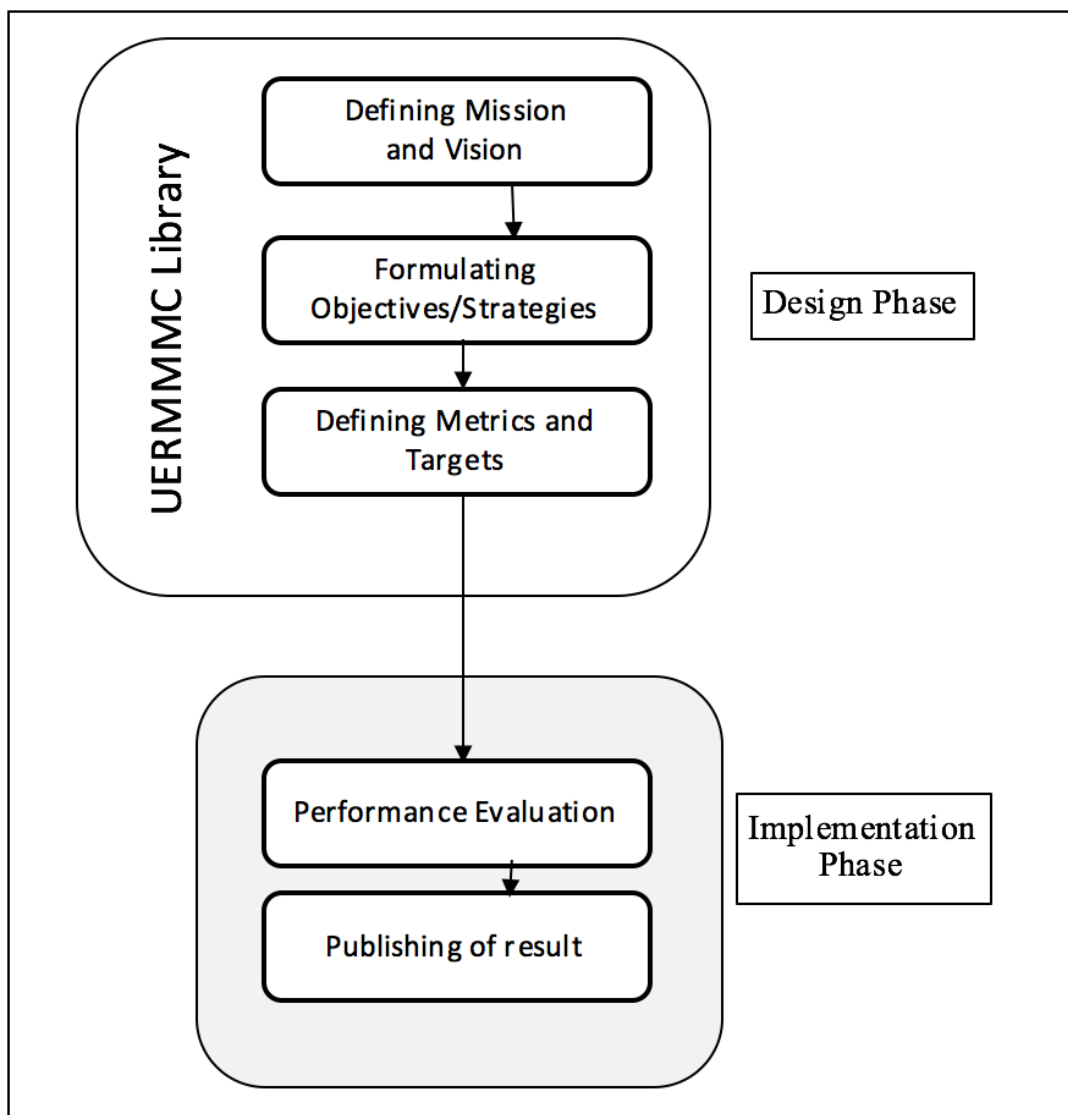 UERMMMC Library
Defining Mission
and Vision
Formulating
Objectives/Strategies
Defining Metrics and
Targets
Design Phase
Performance Evaluation
Publishing of result
Implementation
Phase